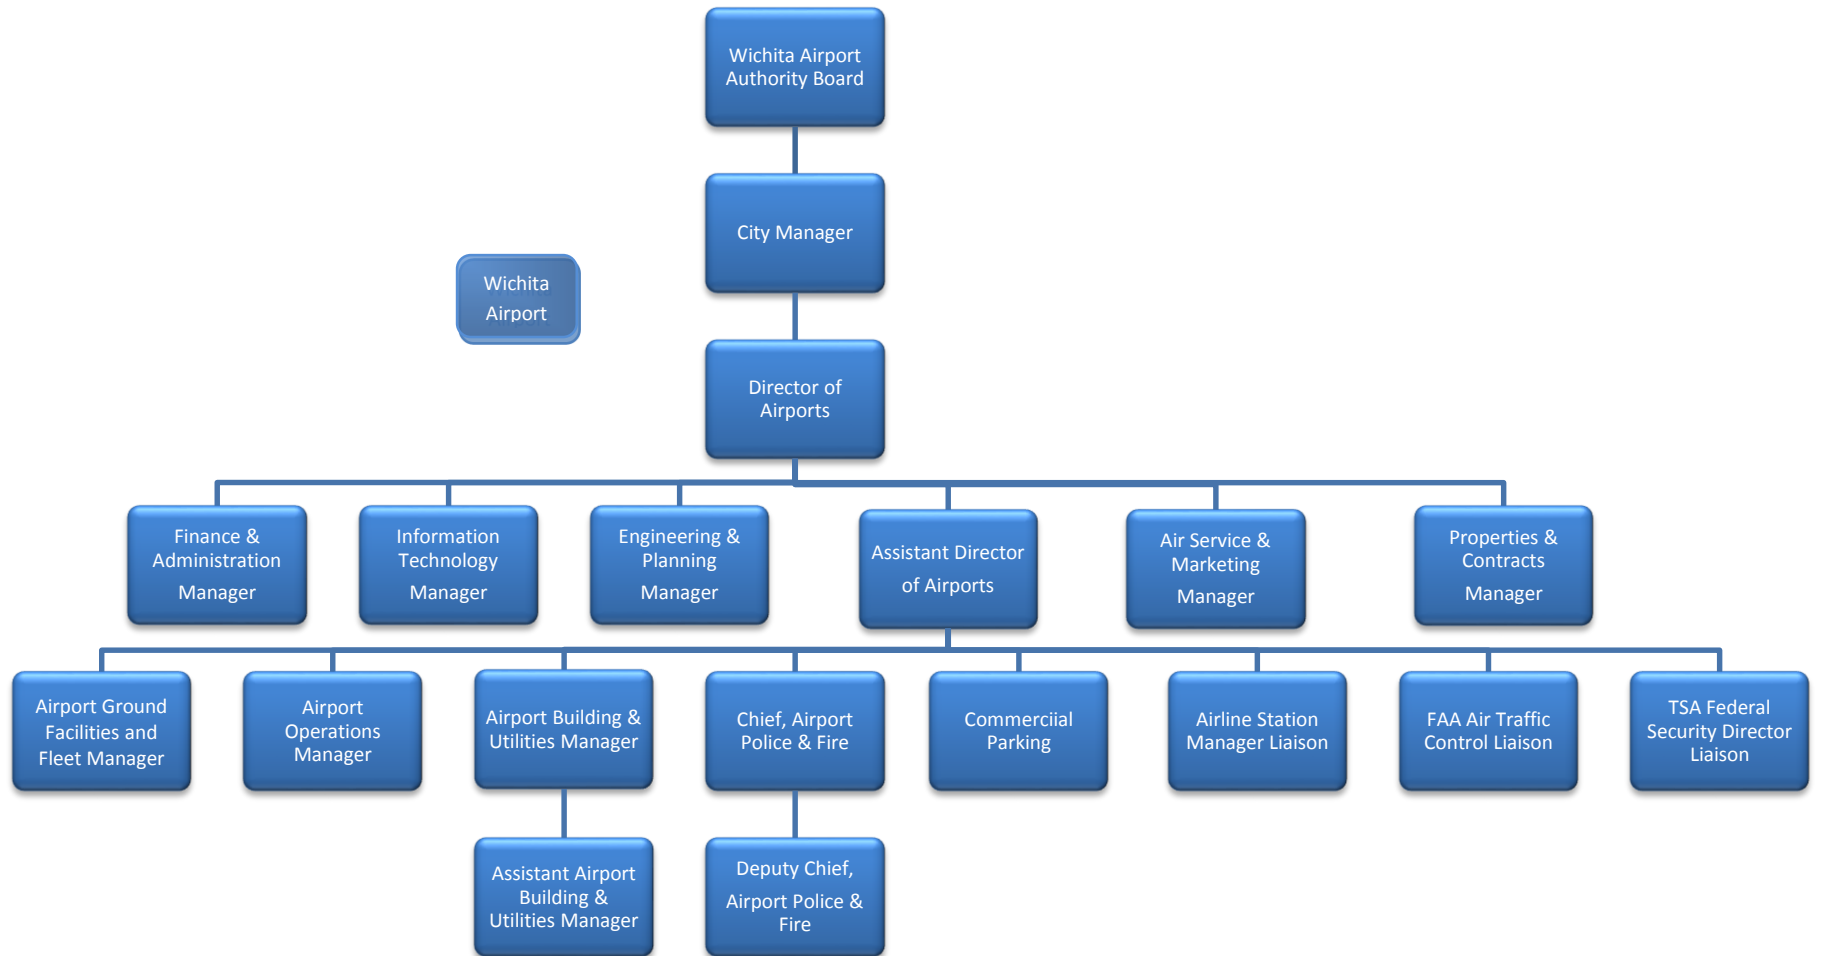 Wichita Airport
Authority Board
City Manager
Wichita
Airport
Director of
Airports
Finance &
Administration
Manager
Information
Technology
Manager
Engineering &
Planning
Manager
Assistant Director
of Airports
Air Service &
Marketing
Manager
Properties &
Contracts
Manager
Airport Ground
Facilities and
Fleet Manager
Airport
Operations
Manager
Airport Building &
Utilities Manager
Chief, Airport
Police & Fire
Commerciial
Parking
Airline Station
Manager Liaison
FAA Air Traffic
Control Liaison
TSA Federal
Security Director
Liaison
Assistant Airport
Building &
Utilities Manager
Deputy Chief,
Airport Police &
Fire